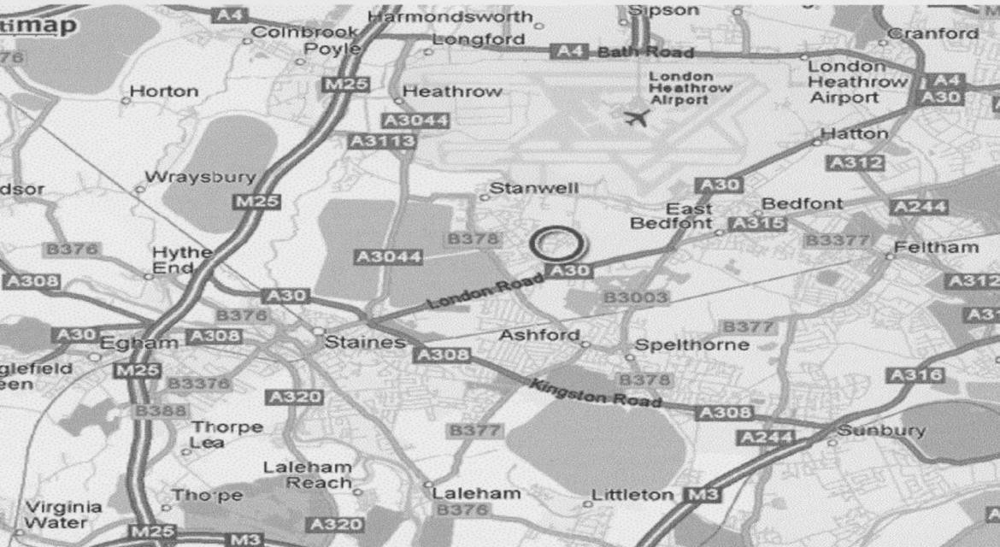 A4
Harmondsworth
Sipson
timap
Colnbrook
Longford
Cranford
Poyle
A4
Bath Road
76
London
Heathrow
Airport
M25
London
Heathrow
Airport
A4
A30
Horton
Heathrow
A3044
A3113
Hatton
A312
Wraysbury
dsor
Stanwell
A30
M25
East
Bedfont
Bedfont
A244
A315
B376
B378
B3377
Feltham
Hythe
End
A3044
A308
A30
London Road
A30
A312
B3003
B376
A31
A30
A308
Egham
Staines
Ashford
B377
Spelthorne
A308
glefield
een
M25
A316
B3376
A320
Kingston Road
B378
B388
A308
Thorpe
Lea
B377
A244
Sunbury
Laleham
Reach
Thorpe
Laleham
Littleton
M3
Virginia
Water
B376
M25
M3
A320
A